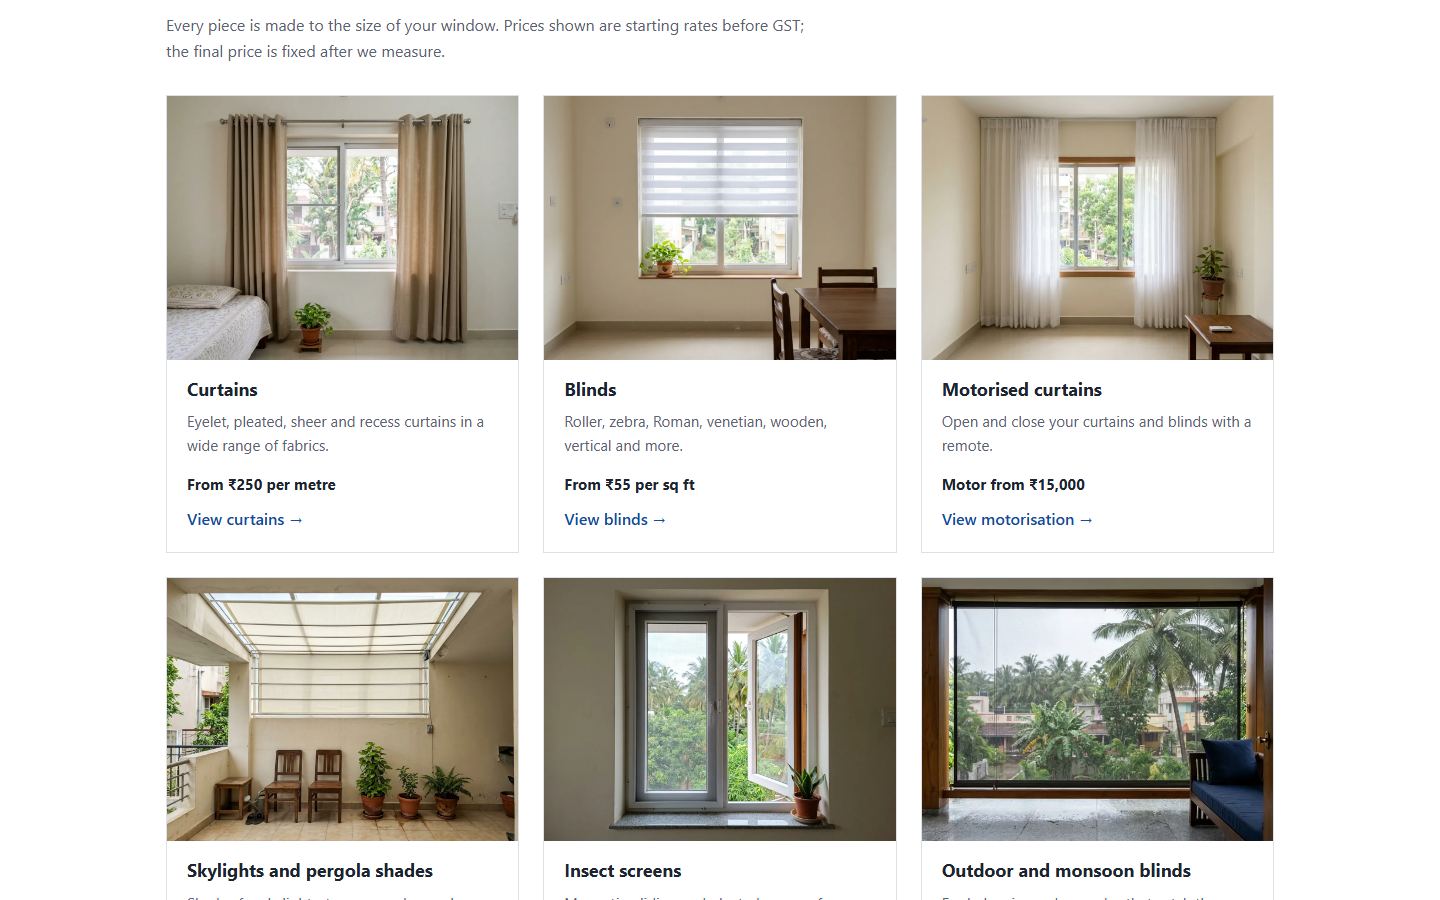 Every piece is made to the size of your window. Prices shown are starting rates before GST;
the final price is fixed after we measure.
Curtains
Eyelet, pleated, sheer and recess curtains in a
wide range of fabrics.
From ₹250 per metre
View curtains →
Blinds
Roller, zebra, Roman, venetian, wooden,
vertical and more.
From ₹55 per sq ft
View blinds →
Motorised curtains
Open and close your curtains and blinds with a
remote.
Motor from ₹15,000
View motorisation →
Skylights and pergola shades
Insect screens
Outdoor and monsoon blinds